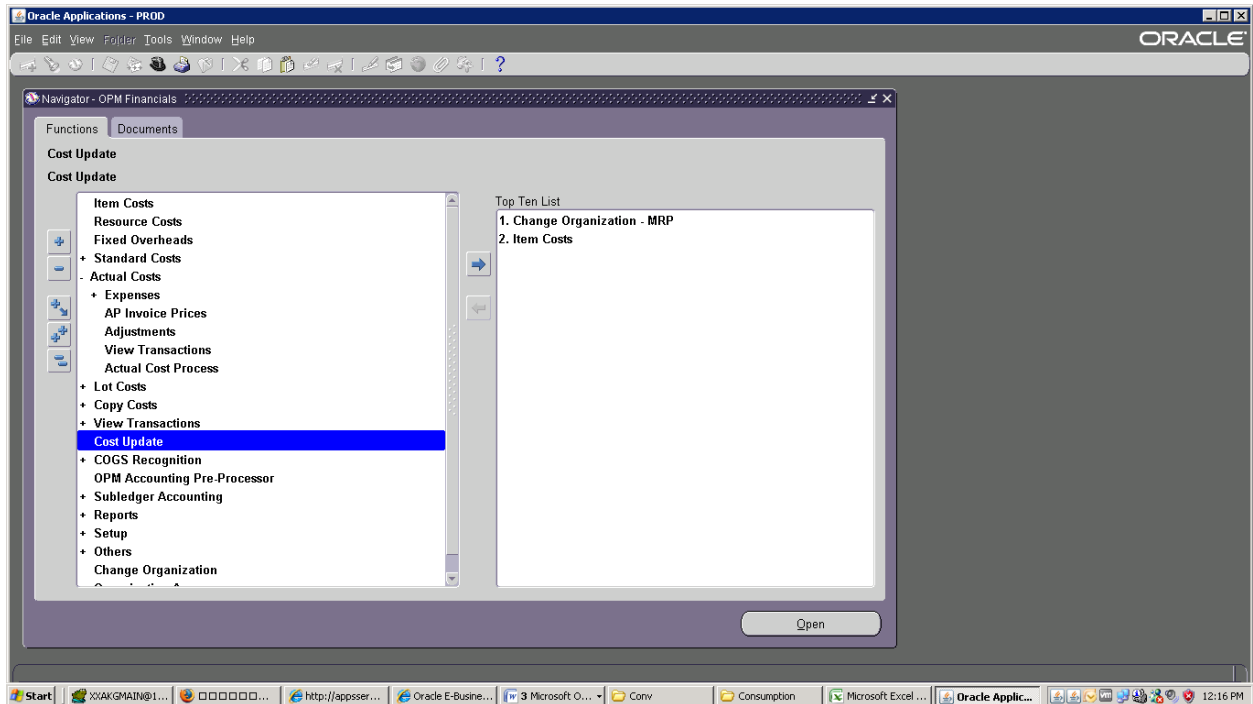 Oracle Applications - PROD
File Edit View Folder Tools Window Help
ORACLE
?
Navigator - OPM Financials
Functions Documents
Cost Update
Cost Update
Item Costs
Resource Costs
Fixed Overheads
+ Standard Costs
- Actual Costs
+ Expenses
AP Invoice Prices
Adjustments
View Transactions
Actual Cost Process
+ Lot Costs
+ Copy Costs
+ View Transactions
Cost Update
+ COGS Recognition
OPM Accounting Pre-Processor
+ Subledger Accounting
+ Reports
+ Setup
+ Others
Change Organization
Top Ten List
1. Change Organization - MRP
2. Item Costs
Open
Start XXAKGMAIN@1... □□□□□□... http://appsser... Oracle E-Busine... 3 Microsoft O... Conv Consumption Microsoft Excel ... Oracle Applic... 12:16 PM